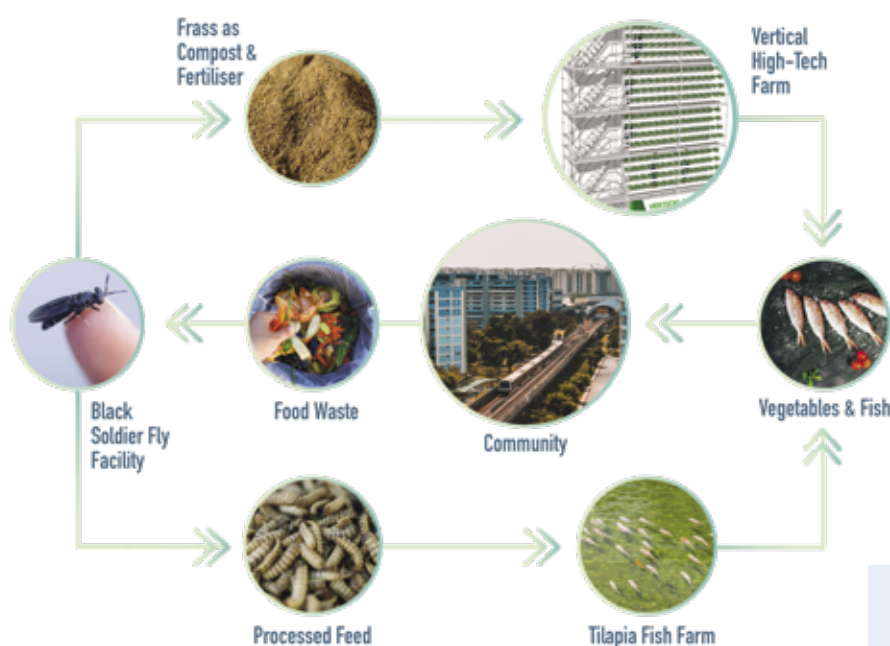 Frass as
Compost &
Fertiliser
Vertical
High-Tech
Farm
VERTICAL
Black
Soldier Fly
Facility
Food Waste
Community
Vegetables & Fish
Processed Feed
Tilapia Fish Farm